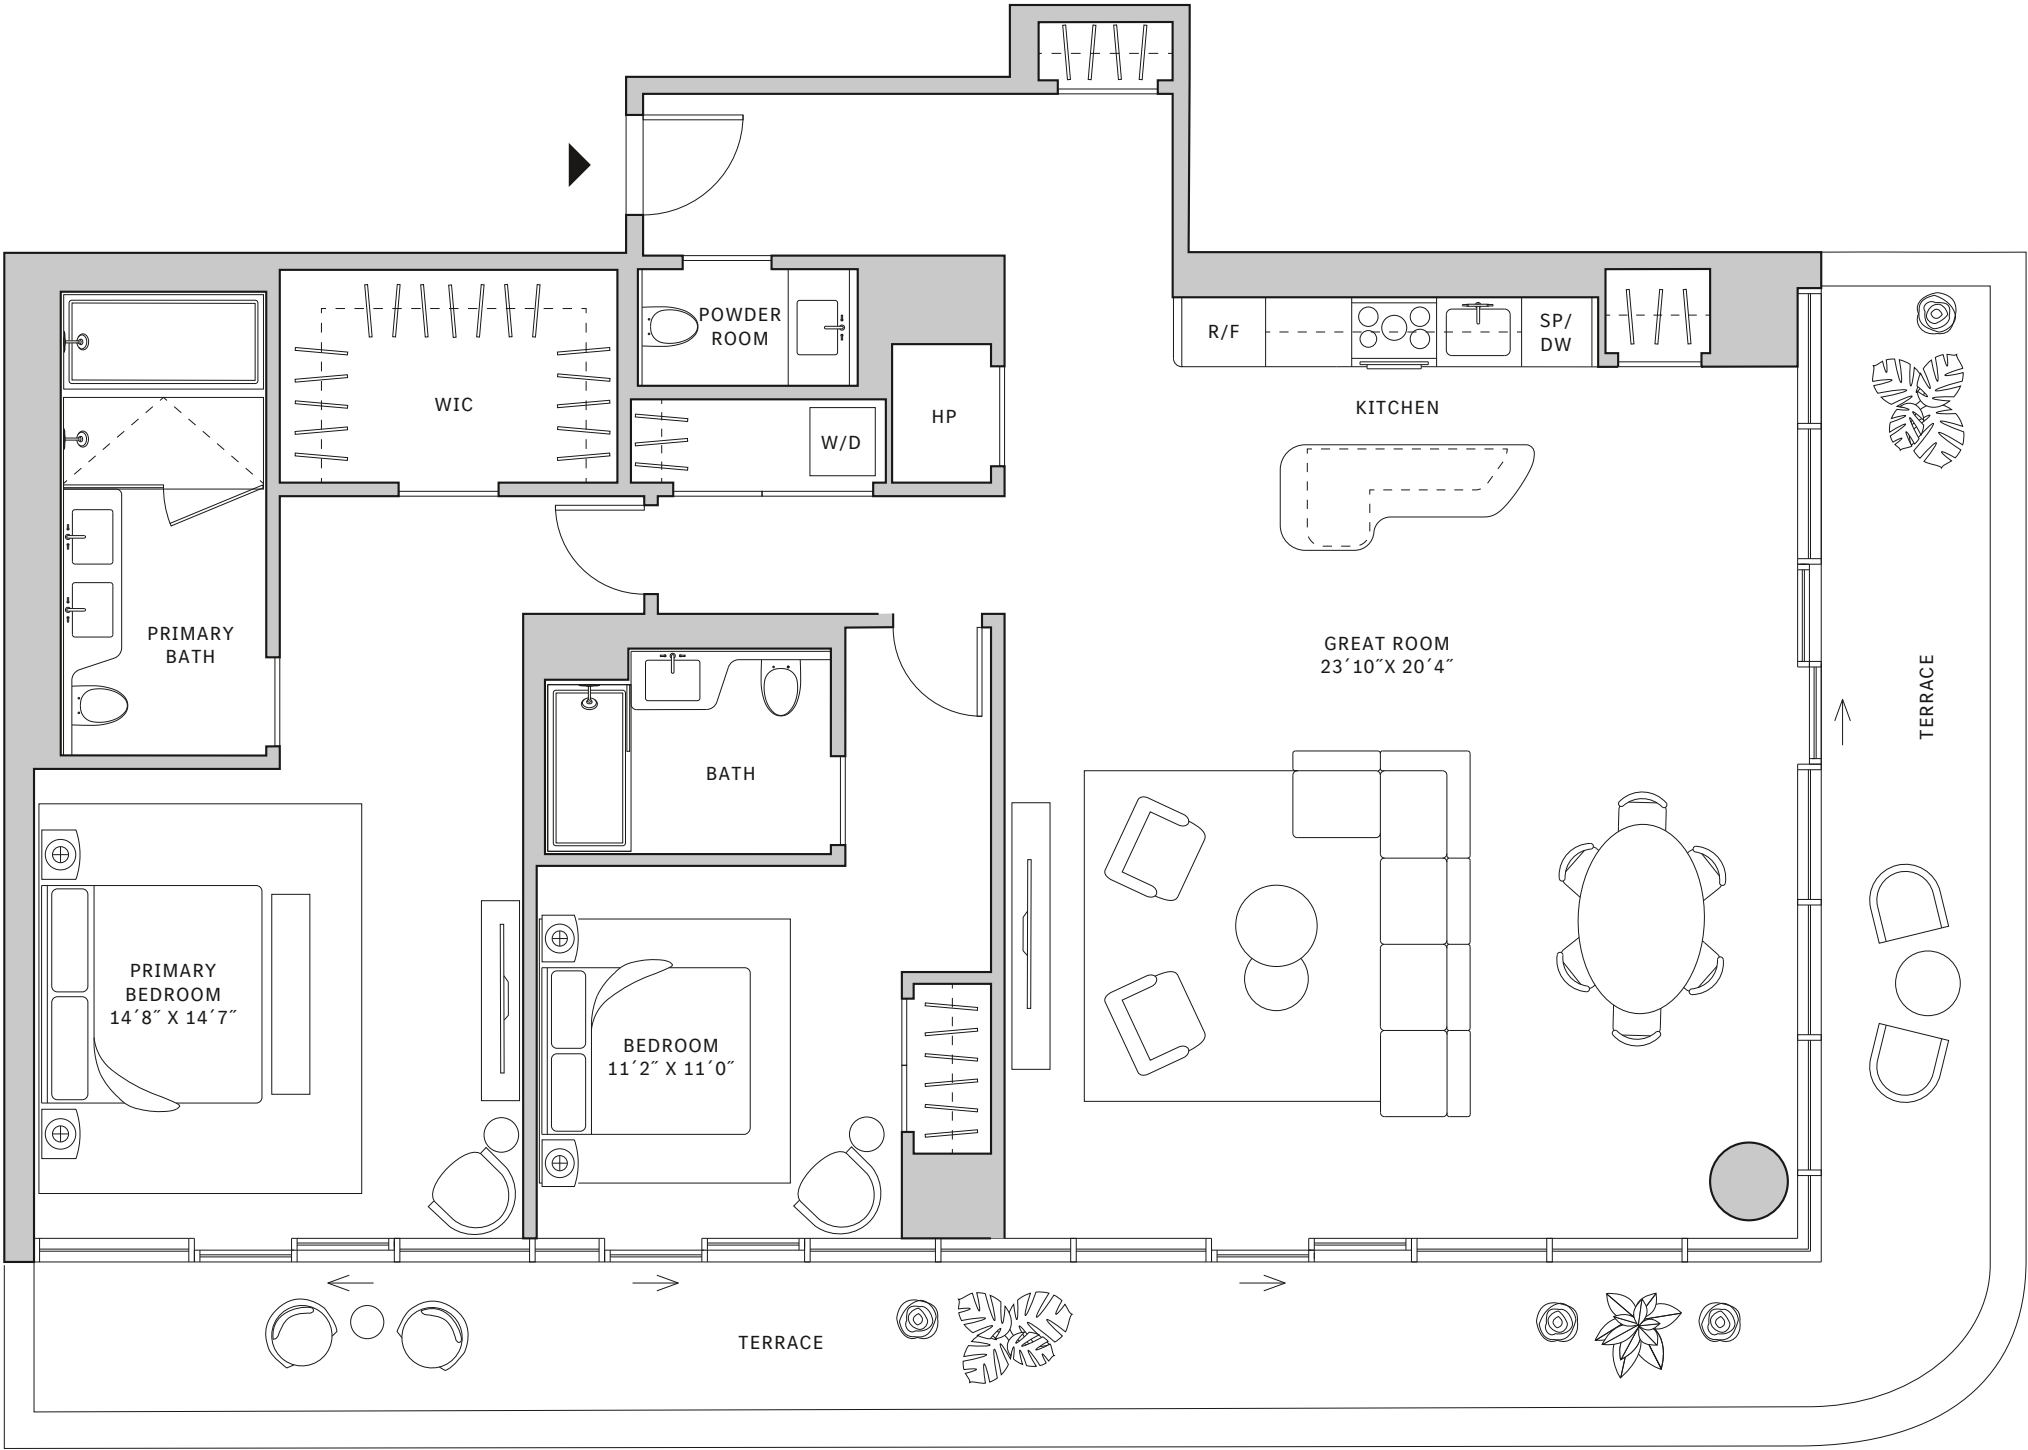 POWDER
ROOM
R/F
SP/
DW
WIC
KITCHEN
HP
W/D
PRIMARY
BATH
GREAT ROOM
23´10˝X 20´4˝
TERRACE
BATH
PRIMARY
BEDROOM
14´8˝ X 14´7˝
BEDROOM
11´2˝ X 11´0˝
TERRACE